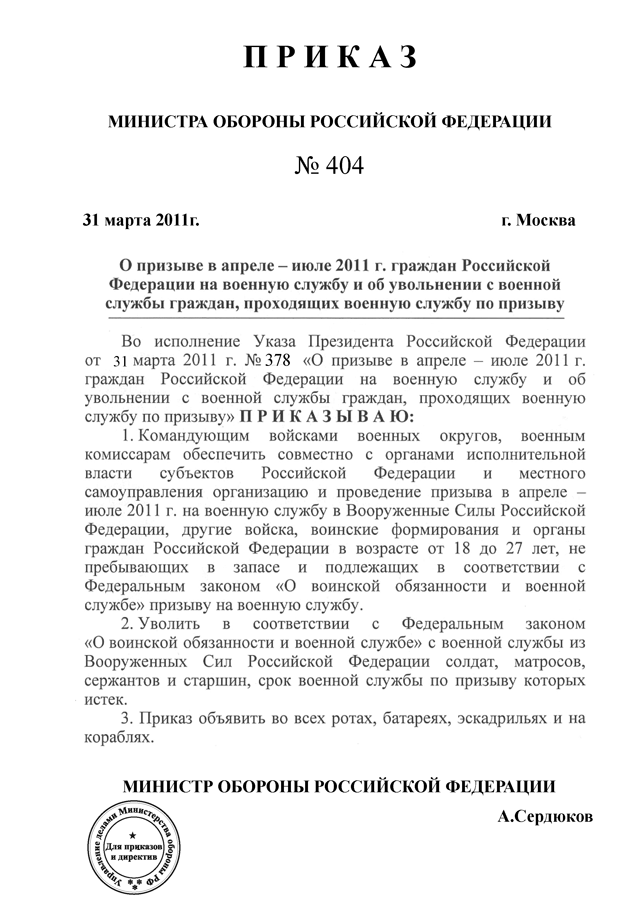 П Р И К А З
МИНИСТРА ОБОРОНЫ РОССИЙСКОЙ ФЕДЕРАЦИИ
№ 404
31 марта 2011г. г. Москва
О призыве в апреле – июле 2011 г. граждан Российской
Федерации на военную службу и об увольнении с военной
службы граждан, проходящих военную службу по призыву
Во исполнение Указа Президента Российской Федерации
от 31 марта 2011 г. № 378 «О призыве в апреле – июле 2011 г.
граждан Российской Федерации на военную службу и об
увольнении с военной службы граждан, проходящих военную
службу по призыву» П Р И К А З Ы В А Ю:
1. Командующим войсками военных округов, военным
комиссарам обеспечить совместно с органами исполнительной
власти субъектов Российской Федерации и местного
самоуправления организацию и проведение призыва в апреле –
июле 2011 г. на военную службу в Вооруженные Силы Российской
Федерации, другие войска, воинские формирования и органы
граждан Российской Федерации в возрасте от 18 до 27 лет, не
пребывающих в запасе и подлежащих в соответствии с
Федеральным законом «О воинской обязанности и военной
службе» призыву на военную службу.
2. Уволить в соответствии с Федеральным законом
«О воинской обязанности и военной службе» с военной службы из
Вооруженных Сил Российской Федерации солдат, матросов,
сержантов и старшин, срок военной службы по призыву которых
истек.
3. Приказ объявить во всех ротах, батареях, эскадрильях и на
кораблях.
МИНИСТР ОБОРОНЫ РОССИЙСКОЙ ФЕДЕРАЦИИ
А.Сердюков
Управление делами Министерства обороны РФ
Для приказов
и директив